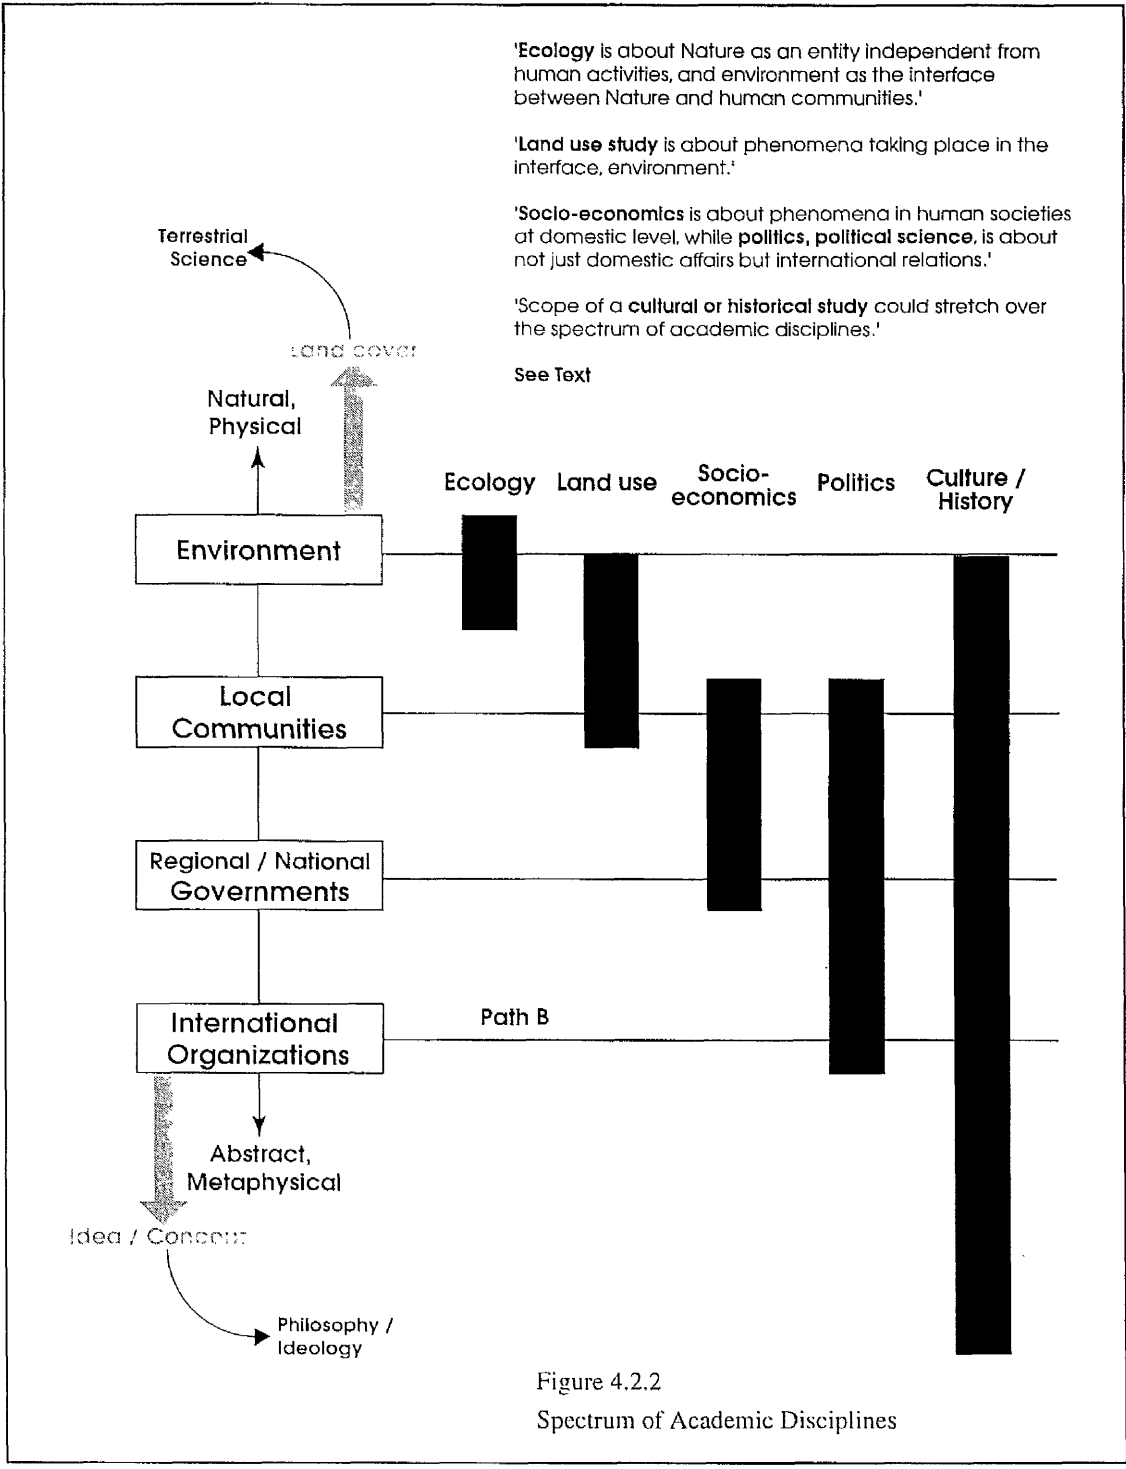 'Ecology is about Nature as an entity independent from
human activities, and environment as the interface
between Nature and human communities.'
'Land use study is about phenomena taking place in the
interface, environment.'
'Socio-economics is about phenomena in human societies
at domestic level, while politics, political science, is about
not just domestic affairs but international relations.'
'Scope of a cultural or historical study could stretch over
the spectrum of academic disciplines.'
See Text
Terrestrial
Science
Land cover
Natural,
Physical
Ecology
Land use
Socio-
economics
Politics
Culture /
History
Environment
Local
Communities
Regional / National
Governments
International
Organizations
Path B
Abstract,
Metaphysical
Idea / Concept
Philosophy /
Ideology
Figure 4.2.2
Spectrum of Academic Disciplines